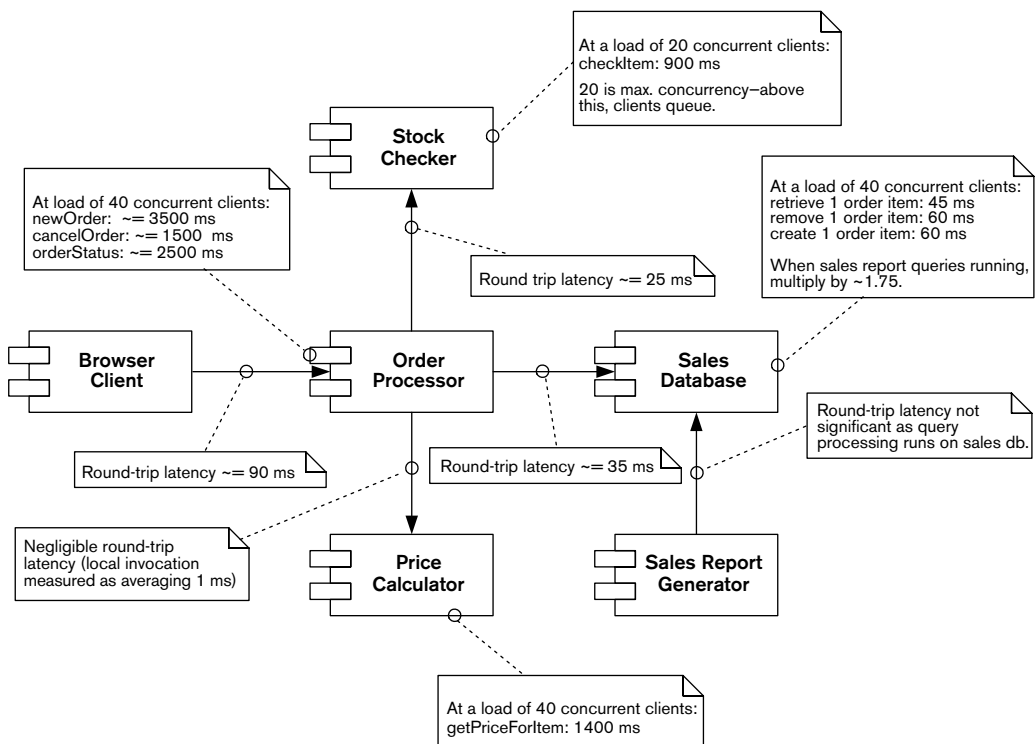 At a load of 20 concurrent clients:
checkItem: 900 ms
20 is max. concurrency—above
this, clients queue.
Stock
Checker
At load of 40 concurrent clients:
newOrder: ~= 3500 ms
cancelOrder: ~= 1500 ms
orderStatus: ~= 2500 ms
At a load of 40 concurrent clients:
retrieve 1 order item: 45 ms
remove 1 order item: 60 ms
create 1 order item: 60 ms
When sales report queries running,
multiply by ~1.75.
Round trip latency ~= 25 ms
Browser
Client
Order
Processor
Sales
Database
Round-trip latency ~= 90 ms
Round-trip latency ~= 35 ms
Round-trip latency not
significant as query
processing runs on sales db.
Negligible round-trip
latency (local invocation
measured as averaging 1 ms)
Price
Calculator
Sales Report
Generator
At a load of 40 concurrent clients:
getPriceForItem: 1400 ms